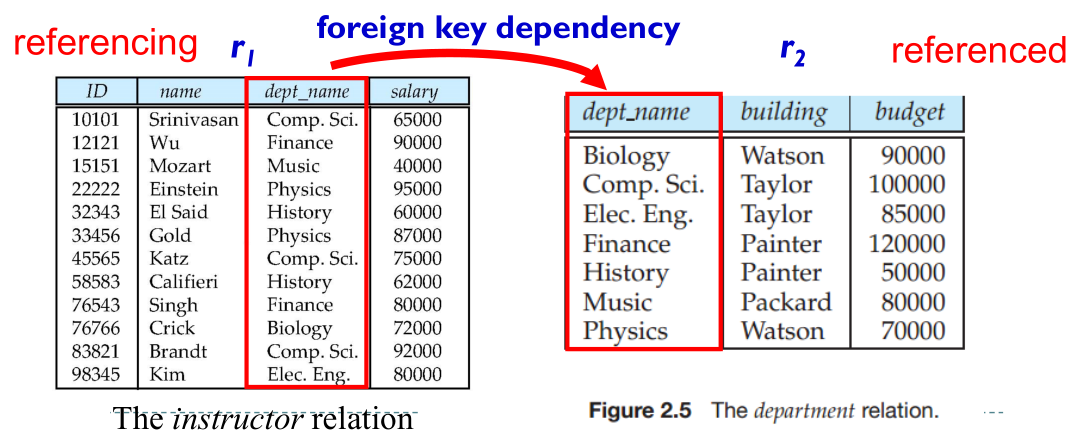 foreign key dependency
referencing r1 r2 referenced
ID name dept_name salary
10101 Srinivasan Comp. Sci. 65000
12121 Wu Finance 90000
15151 Mozart Music 40000
22222 Einstein Physics 95000
32343 El Said History 60000
33456 Gold Physics 87000
45565 Katz Comp. Sci. 75000
58583 Califieri History 62000
76543 Singh Finance 80000
76766 Crick Biology 72000
83821 Brandt Comp. Sci. 92000
98345 Kim Elec. Eng. 80000
The instructor relation
dept_name building budget
Biology Watson 90000
Comp. Sci. Taylor 100000
Elec. Eng. Taylor 85000
Finance Painter 120000
History Painter 50000
Music Packard 80000
Physics Watson 70000
Figure 2.5 The department relation.